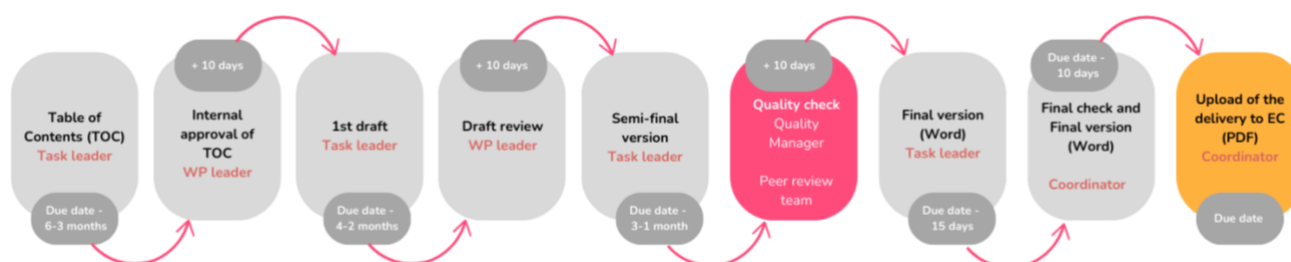 Table of
Contents (TOC)
Task leader
Due date -
6-3 months
+ 10 days
Internal
approval of
TOC
WP leader
1st draft
Task leader
Due date -
4-2 months
+ 10 days
Draft review
WP leader
Semi-final
version
Task leader
Due date -
3-1 month
+ 10 days
Quality check
Quality
Manager
Peer review
team
Final version
(Word)
Task leader
Due date -
15 days
Due date -
10 days
Final check and
Final version
(Word)
Coordinator
Upload of the
delivery to EC
(PDF)
Coordinator
Due date